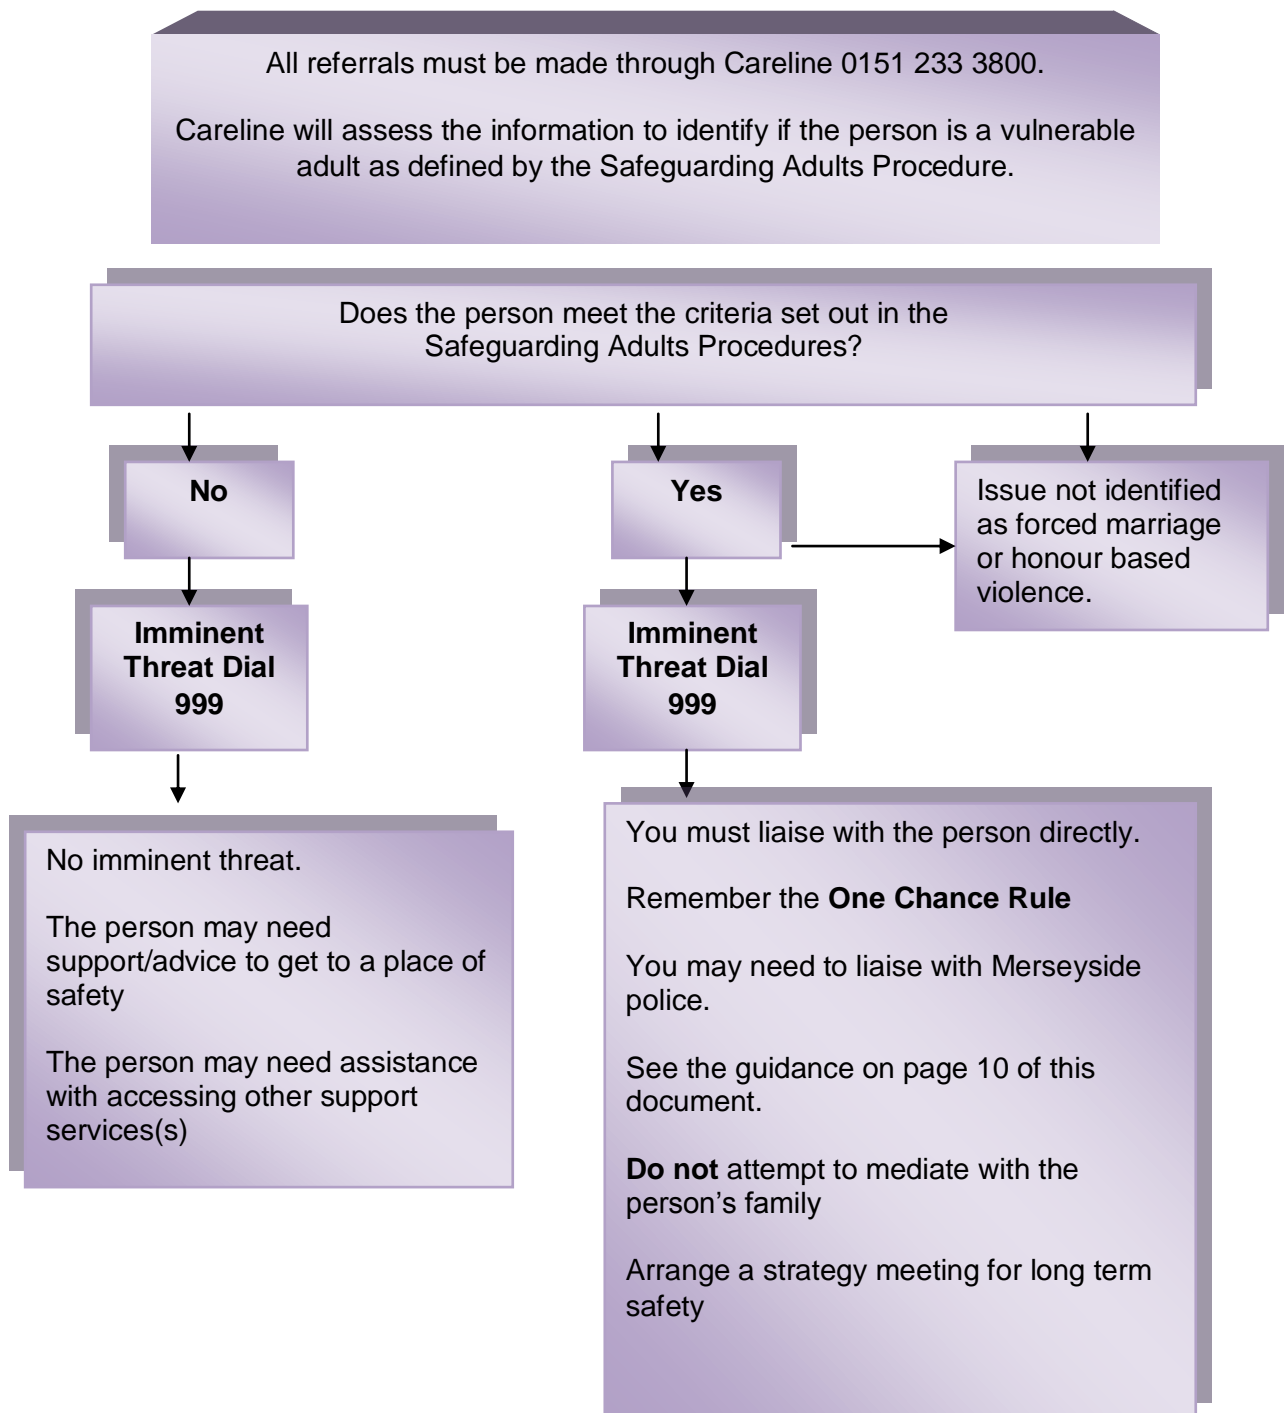 All referrals must be made through Careline 0151 233 3800.
Careline will assess the information to identify if the person is a vulnerable
adult as defined by the Safeguarding Adults Procedure.
Does the person meet the criteria set out in the
Safeguarding Adults Procedures?
No
Yes
Issue not identified
as forced marriage
or honour based
violence.
Imminent
Threat Dial
999
Imminent
Threat Dial
999
No imminent threat.
The person may need
support/advice to get to a place of
safety
The person may need assistance
with accessing other support
services(s)
You must liaise with the person directly.
Remember the One Chance Rule
You may need to liaise with Merseyside
police.
See the guidance on page 10 of this
document.
Do not attempt to mediate with the
person’s family
Arrange a strategy meeting for long term
safety